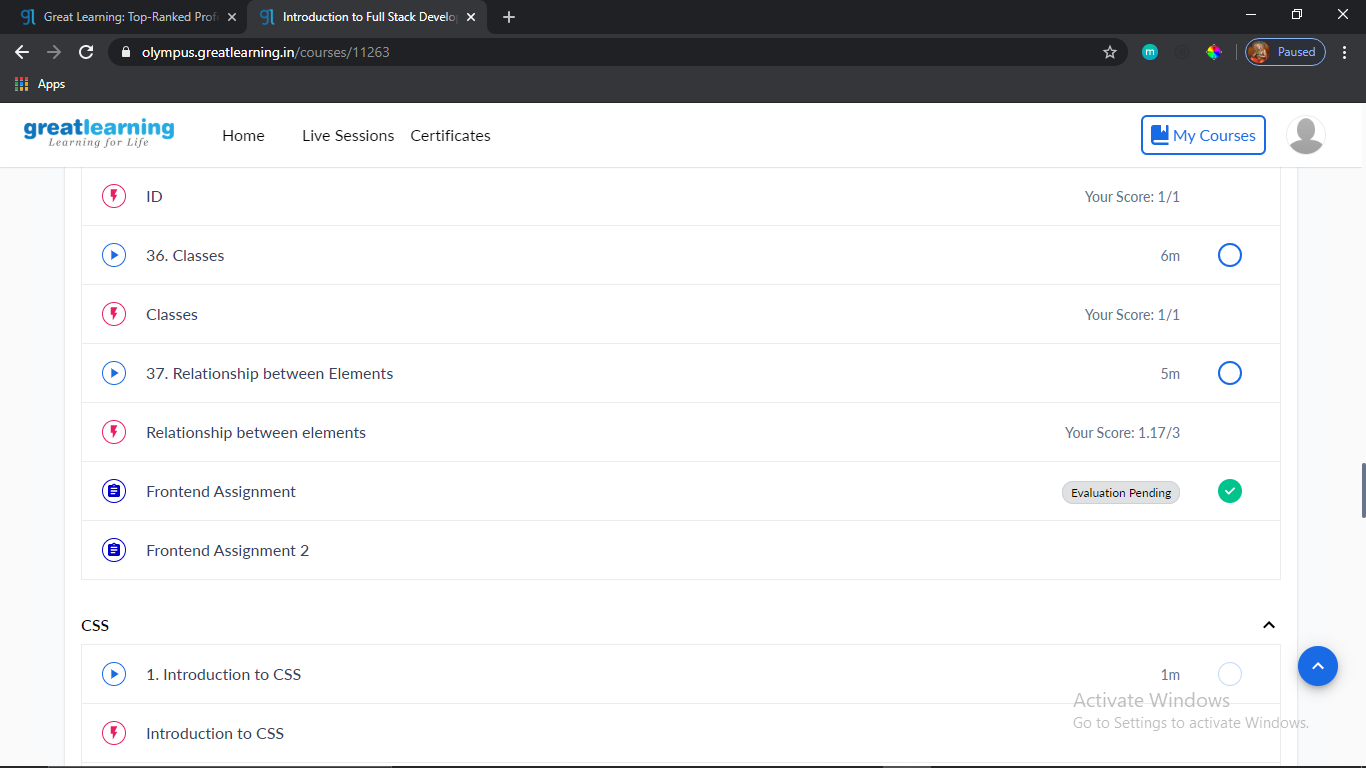 Great Learning: Top-Ranked Prof
Introduction to Full Stack Develo
olympus.greatlearning.in/courses/11263
m
Paused
Apps
greatlearning
Learning for Life
Home
Live Sessions
Certificates
My Courses
ID
Your Score: 1/1
36. Classes
6m
Classes
Your Score: 1/1
37. Relationship between Elements
5m
Relationship between elements
Your Score: 1.17/3
Frontend Assignment
Evaluation Pending
Frontend Assignment 2
CSS
1. Introduction to CSS
1m
Activate Windows
Go to Settings to activate Windows.
Introduction to CSS